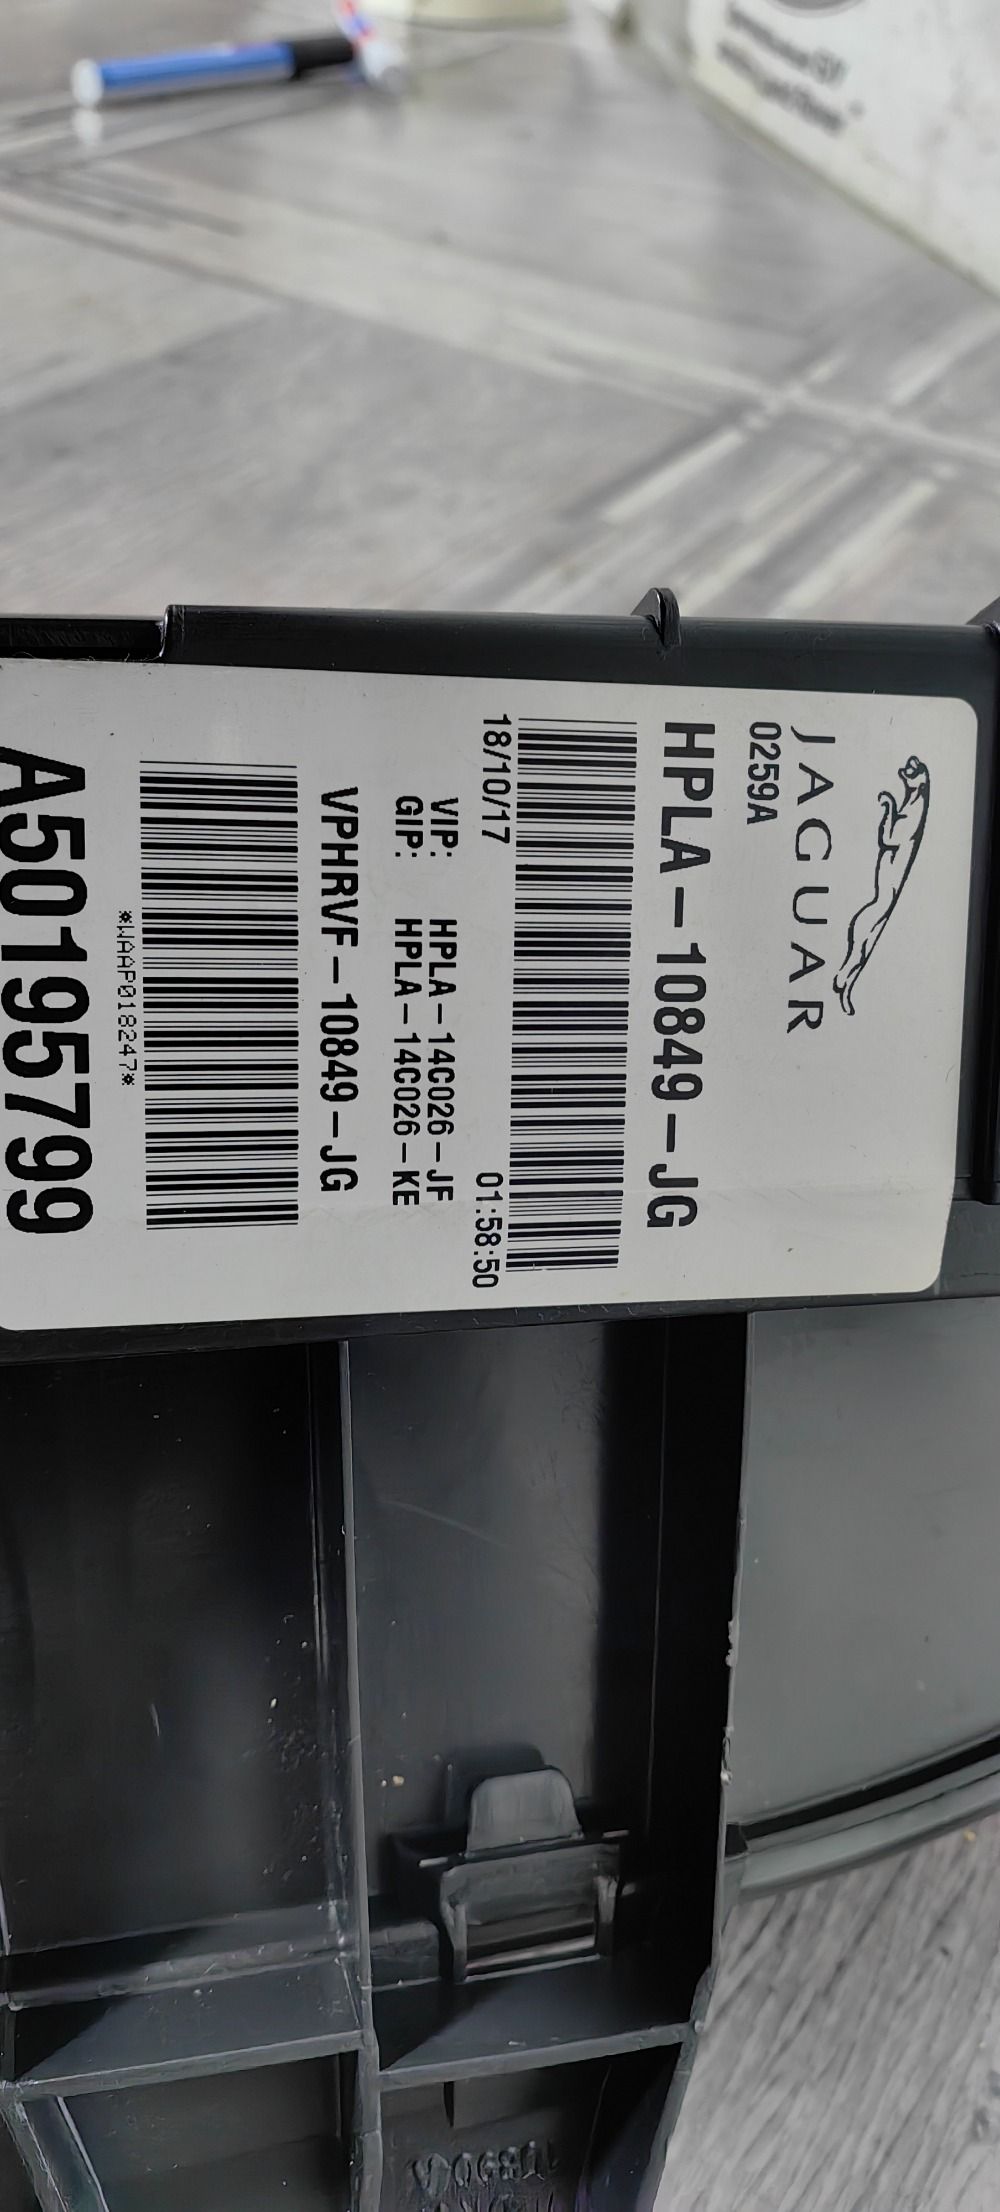 JAGUAR
0259A
HPLA-10849-JG
18/10/17 01:58:50
VIP: HPLA-14C026-JF
GIP: HPLA-14C026-KE
VPHRVF-10849-JG
*WAAP018247*
A50195799